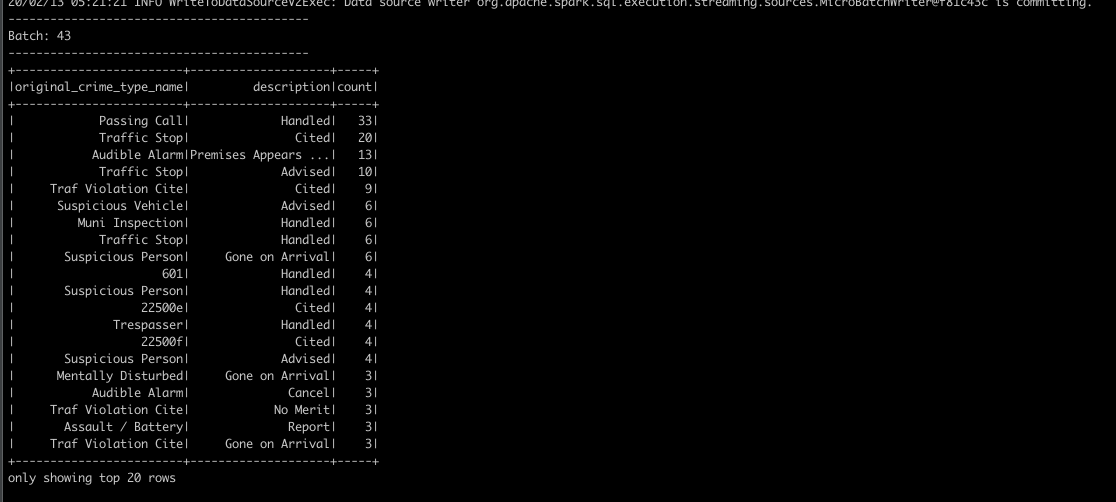 20/02/13 05:21:21 INFO WriteToDataSourceV2Exec: Data source writer org.apache.spark.sql.execution.streaming.sources.MicroBatchWriter@f81c43c is committing.
-------------------------------------------
Batch: 43
-------------------------------------------
+------------------------+--------------------+-----+
|original_crime_type_name|         description|count|
+------------------------+--------------------+-----+
|            Passing Call|             Handled|   33|
|            Traffic Stop|               Cited|   20|
|           Audible Alarm|Premises Appears ...|   13|
|            Traffic Stop|             Advised|   10|
|     Traf Violation Cite|               Cited|    9|
|      Suspicious Vehicle|             Advised|    6|
|         Muni Inspection|             Handled|    6|
|            Traffic Stop|             Handled|    6|
|       Suspicious Person|     Gone on Arrival|    6|
|                     601|             Handled|    4|
|       Suspicious Person|             Handled|    4|
|                  22500e|               Cited|    4|
|              Trespasser|             Handled|    4|
|                  22500f|               Cited|    4|
|       Suspicious Person|             Advised|    4|
|      Mentally Disturbed|     Gone on Arrival|    3|
|           Audible Alarm|              Cancel|    3|
|     Traf Violation Cite|            No Merit|    3|
|       Assault / Battery|              Report|    3|
|     Traf Violation Cite|     Gone on Arrival|    3|
+------------------------+--------------------+-----+
only showing top 20 rows